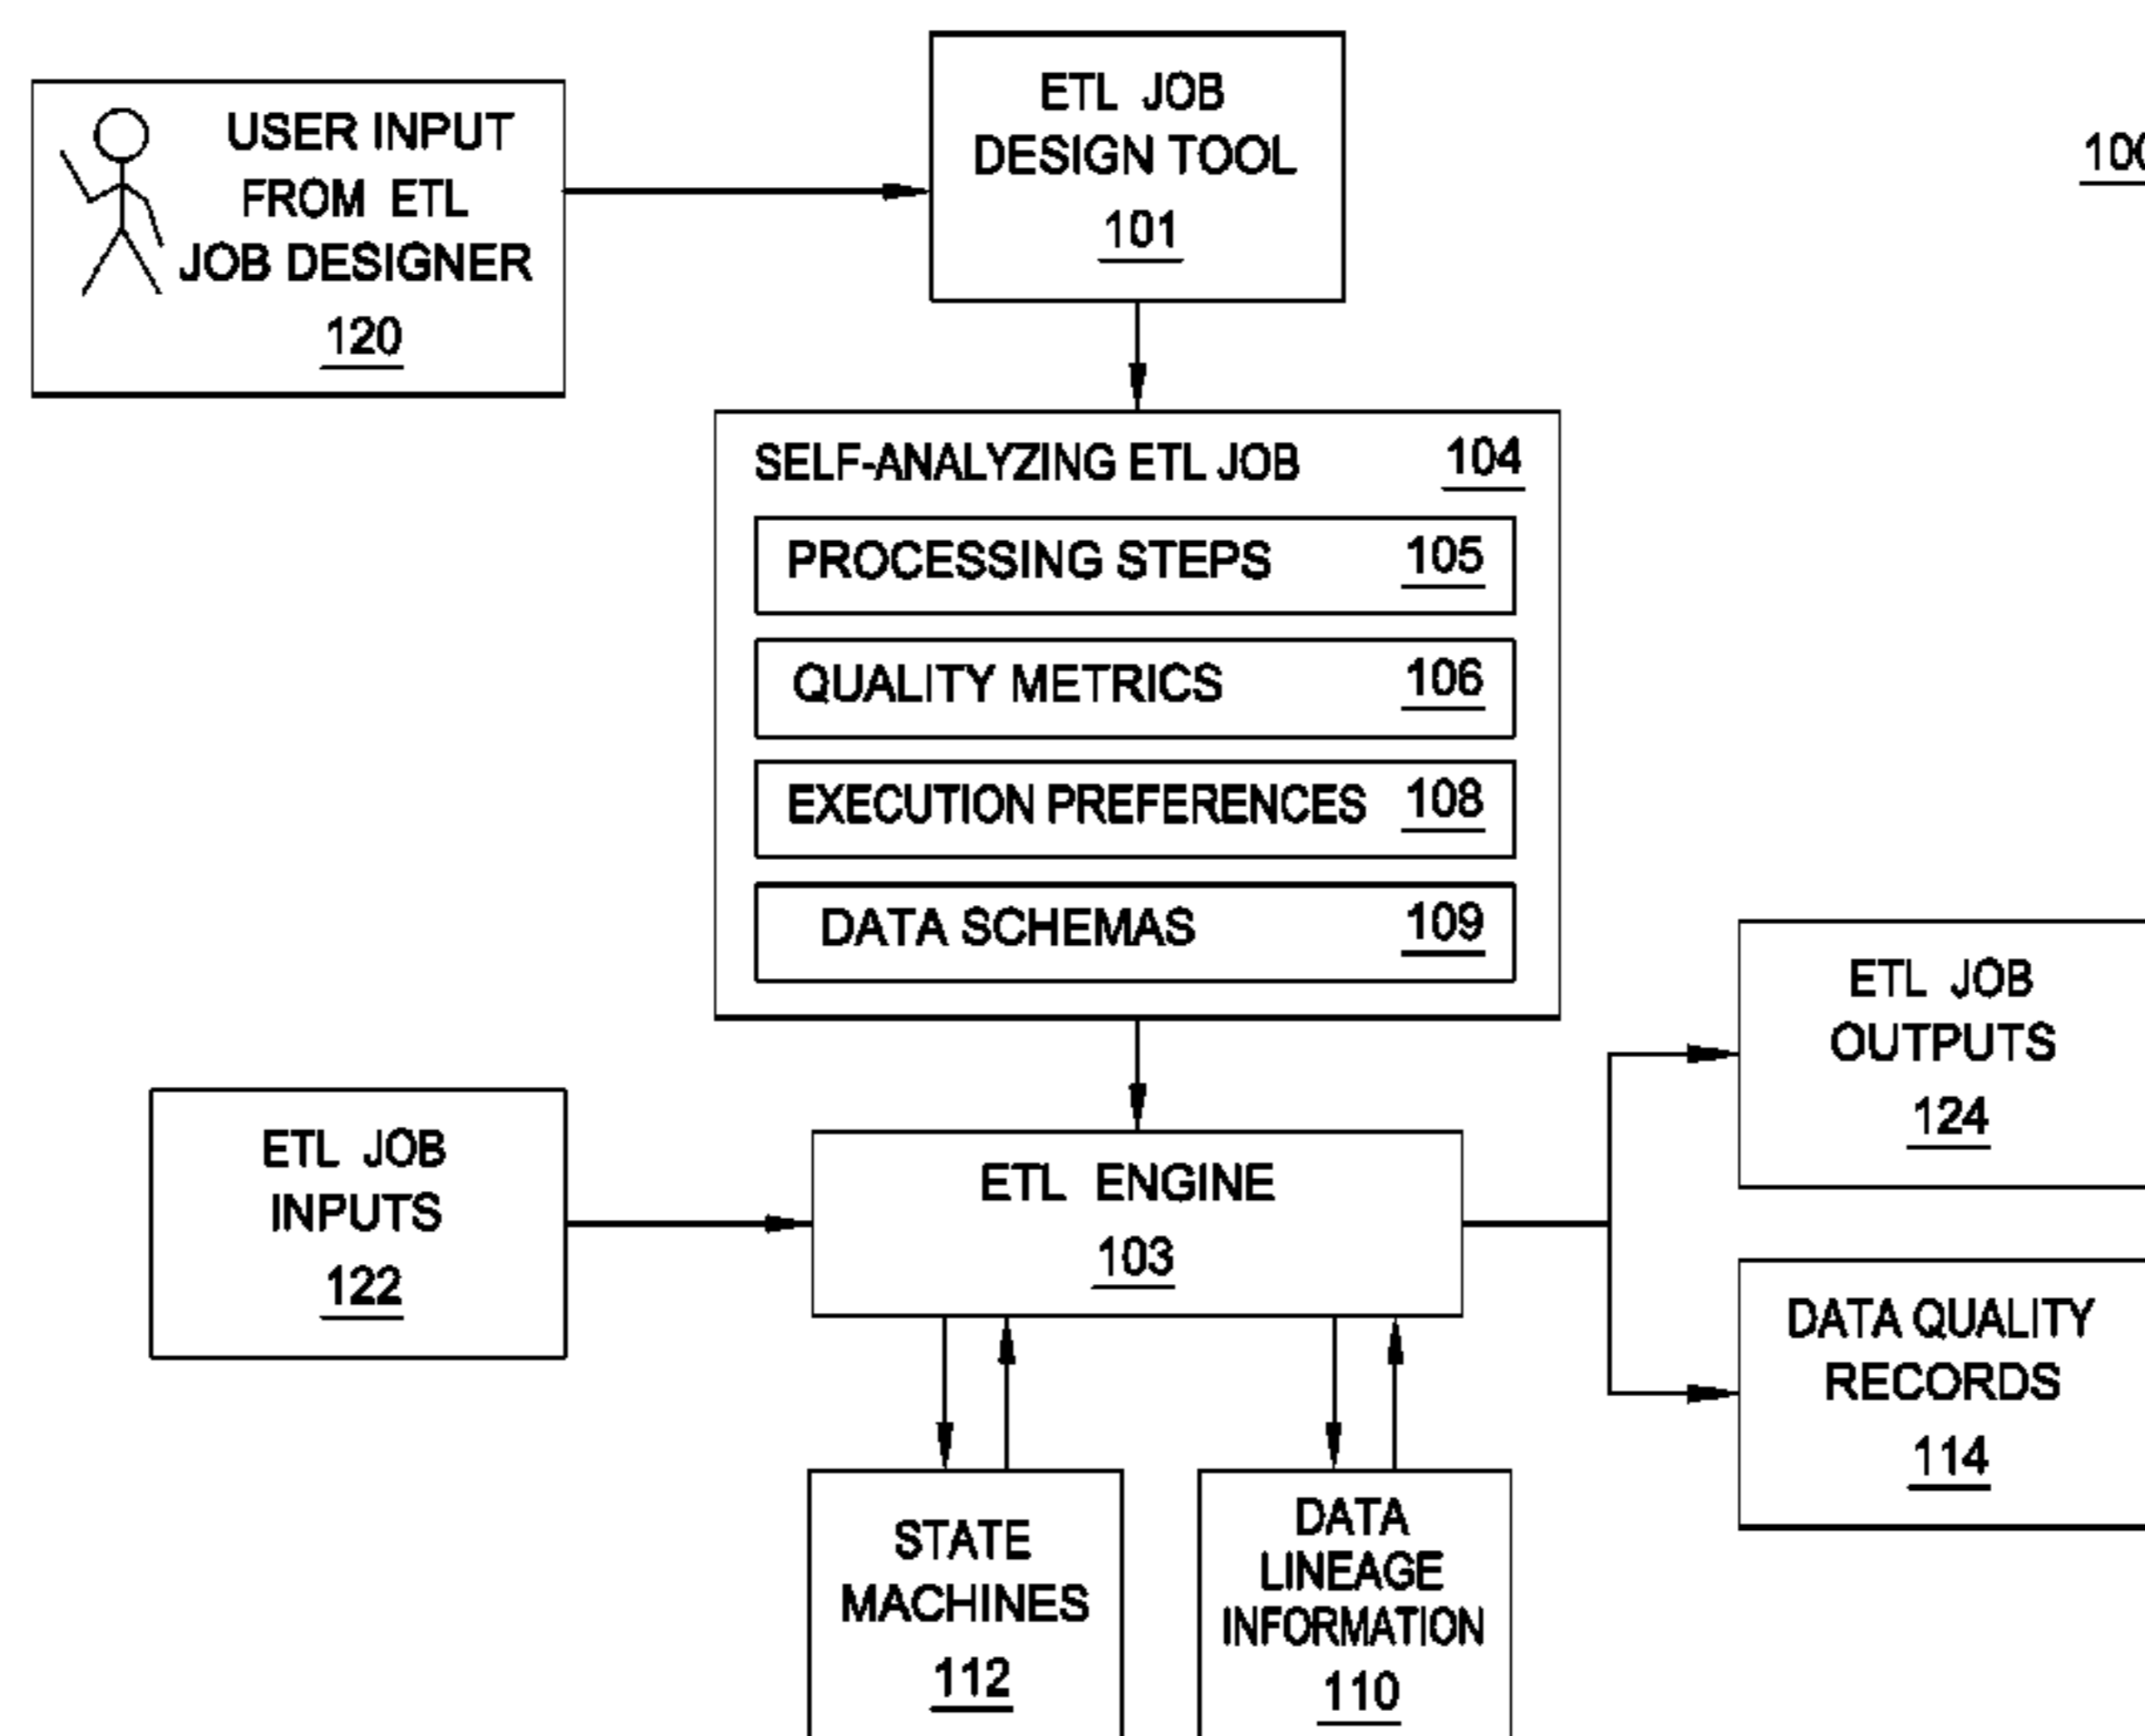 ETL JOB
DESIGN TOOL
101
USER INPUT
FROM ETL
JOB DESIGNER
120
100
SELF-ANALYZING ETL JOB 104
PROCESSING STEPS 105
QUALITY METRICS 106
EXECUTION PREFERENCES 108
DATA SCHEMAS 109
ETL JOB
OUTPUTS
124
ETL JOB
INPUTS
122
ETL ENGINE
103
DATA QUALITY
RECORDS
114
STATE
MACHINES
112
DATA
LINEAGE
INFORMATION
110